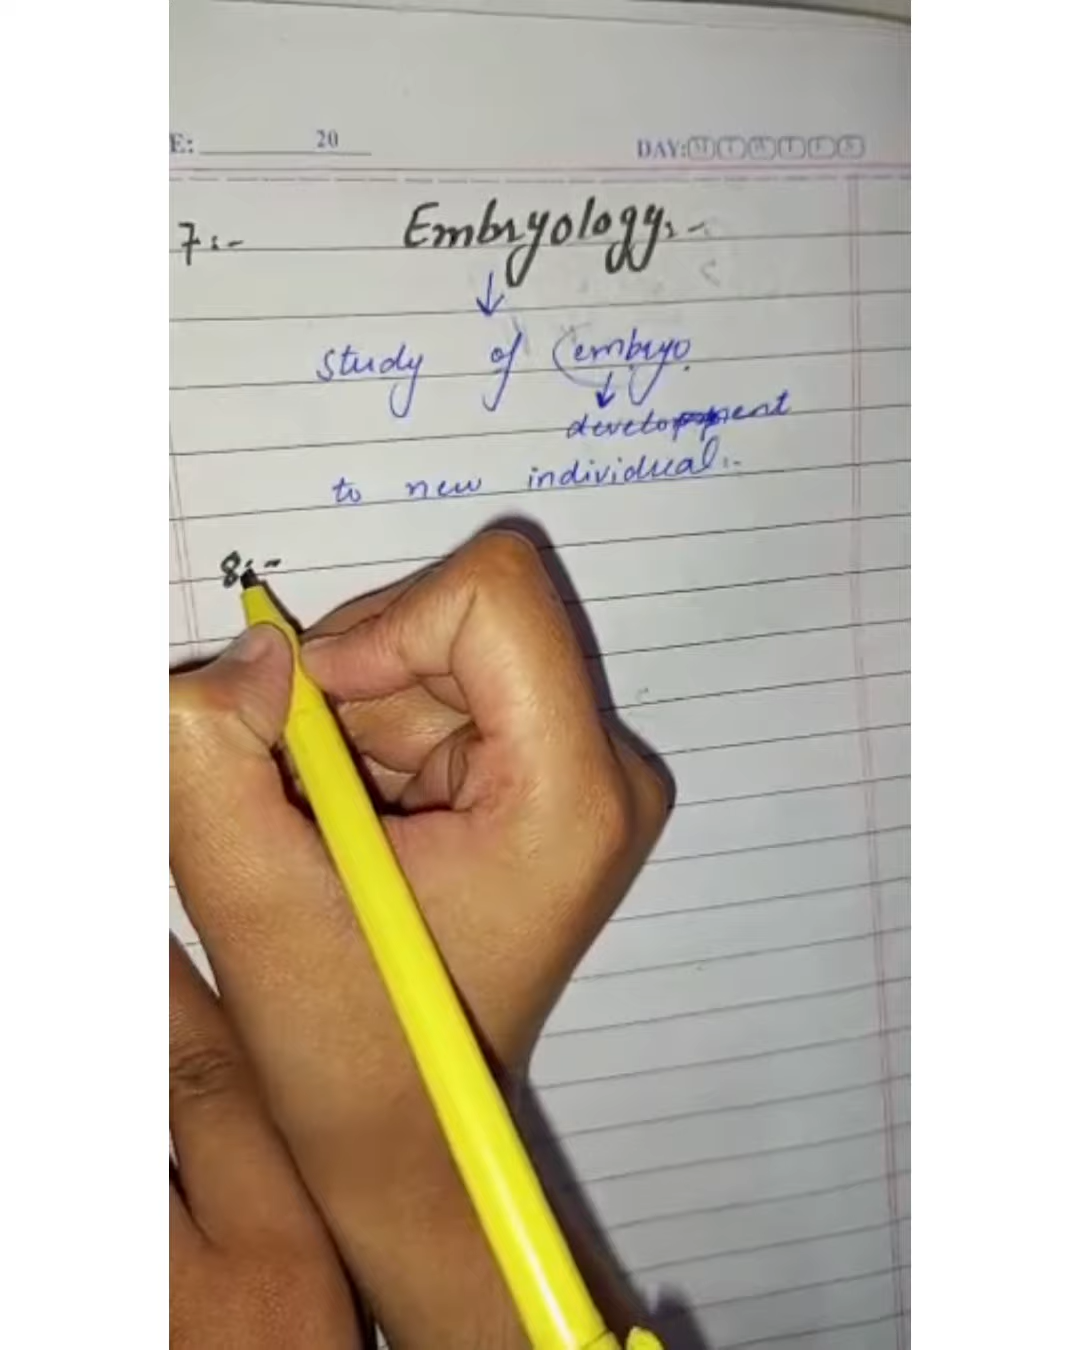 E: 20 DAY: M T W T F S
7:- Embryology:-
↓
study of (embryo.
↓
development
to new individual:-
8:-